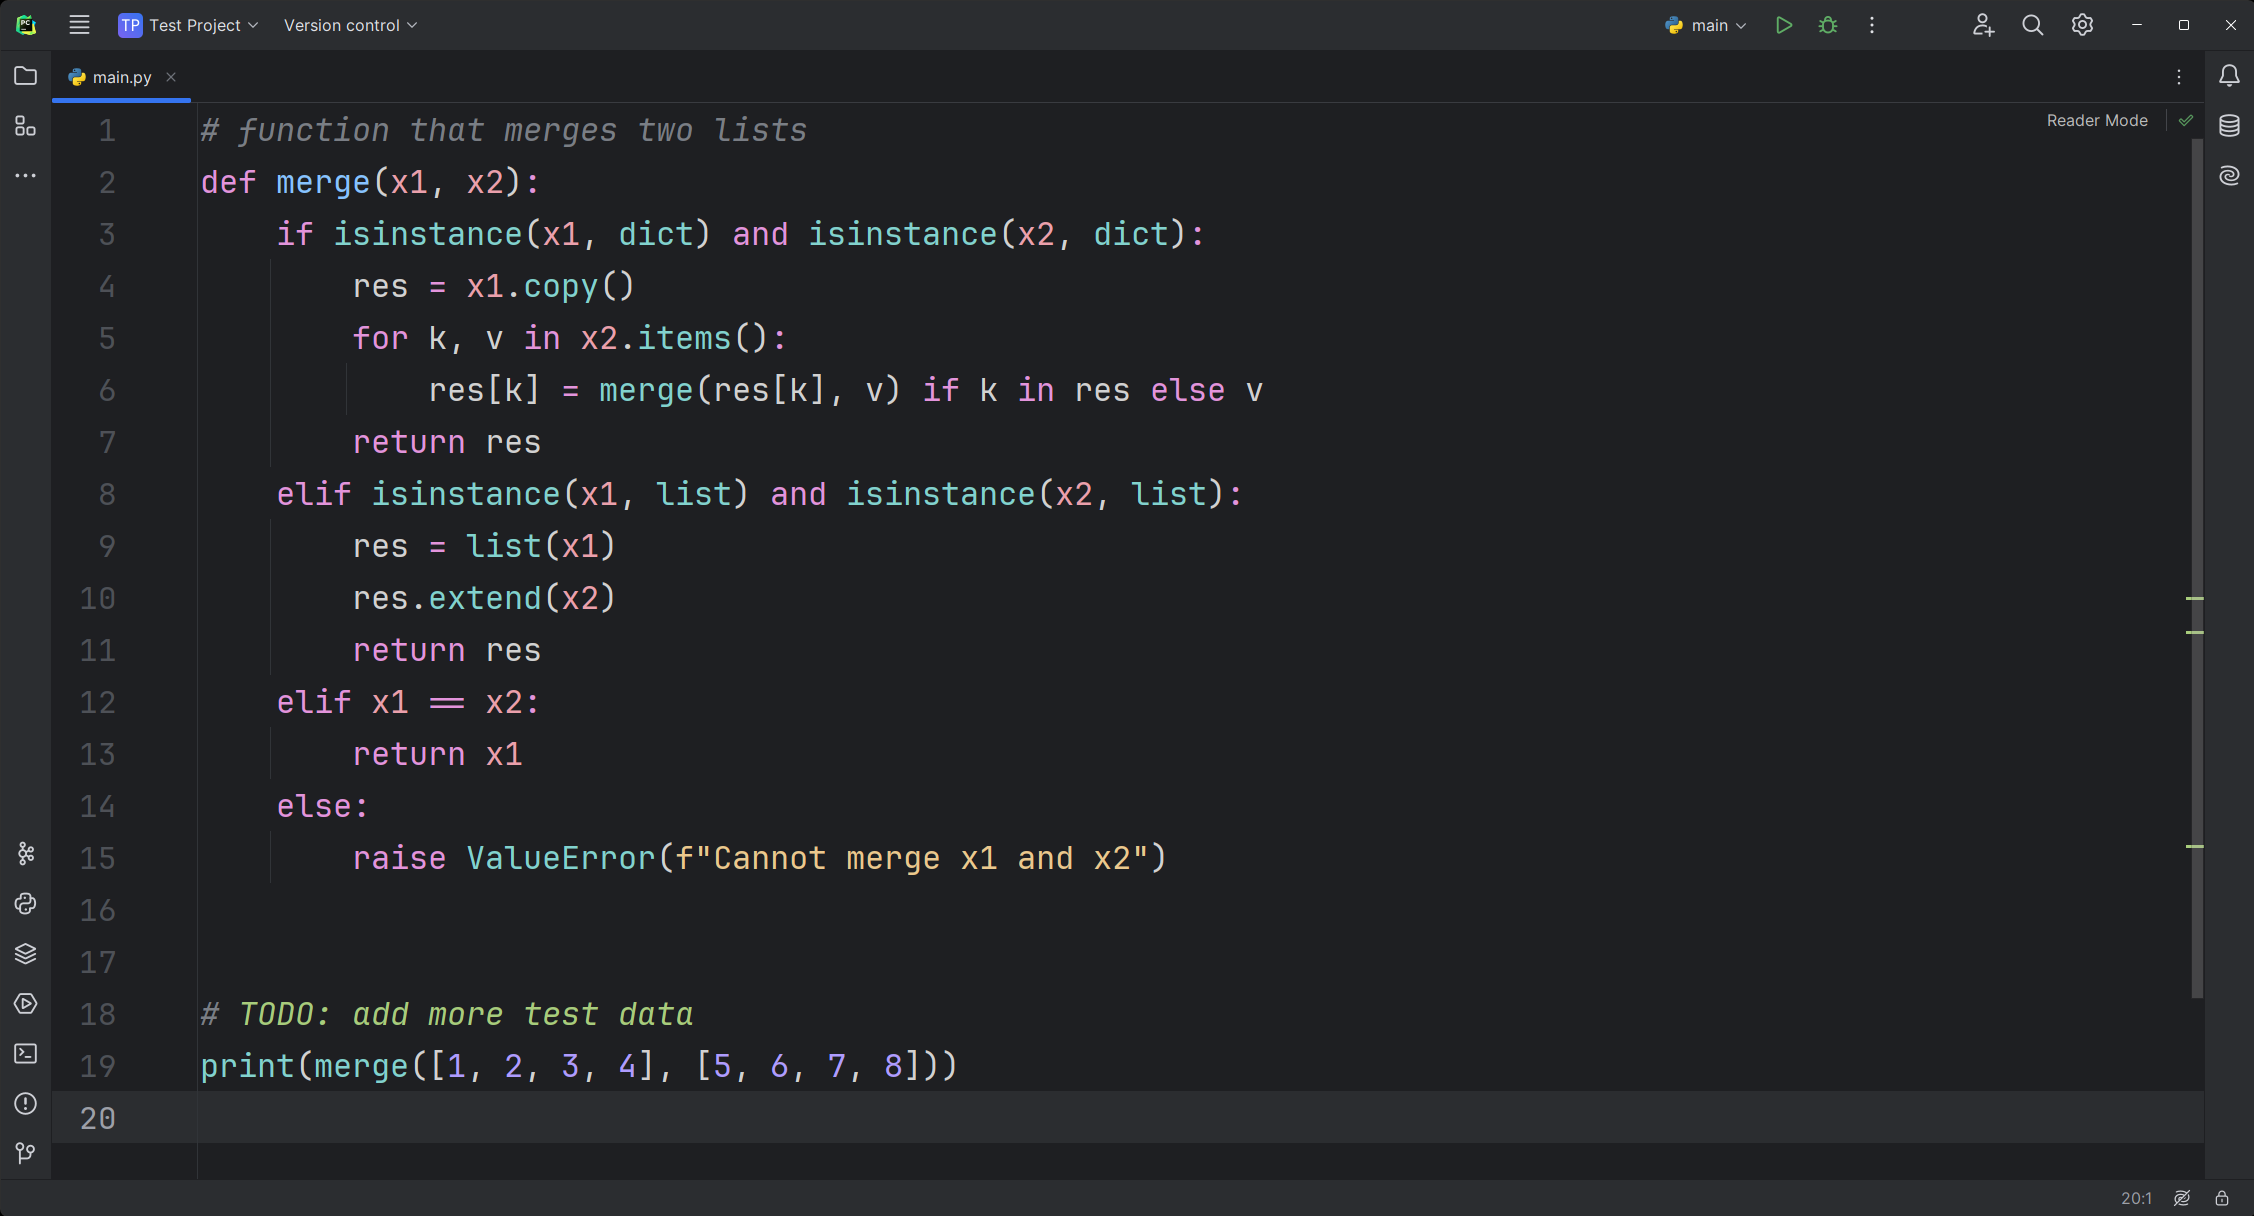 PC
TP Test Project Version control main
main.py
Reader Mode
1 # function that merges two lists
2 def merge(x1, x2):
3     if isinstance(x1, dict) and isinstance(x2, dict):
4         res = x1.copy()
5         for k, v in x2.items():
6             res[k] = merge(res[k], v) if k in res else v
7         return res
8     elif isinstance(x1, list) and isinstance(x2, list):
9         res = list(x1)
10         res.extend(x2)
11         return res
12     elif x1 == x2:
13         return x1
14     else:
15         raise ValueError(f"Cannot merge x1 and x2")
16
17
18 # TODO: add more test data
19 print(merge([1, 2, 3, 4], [5, 6, 7, 8]))
20
20:1